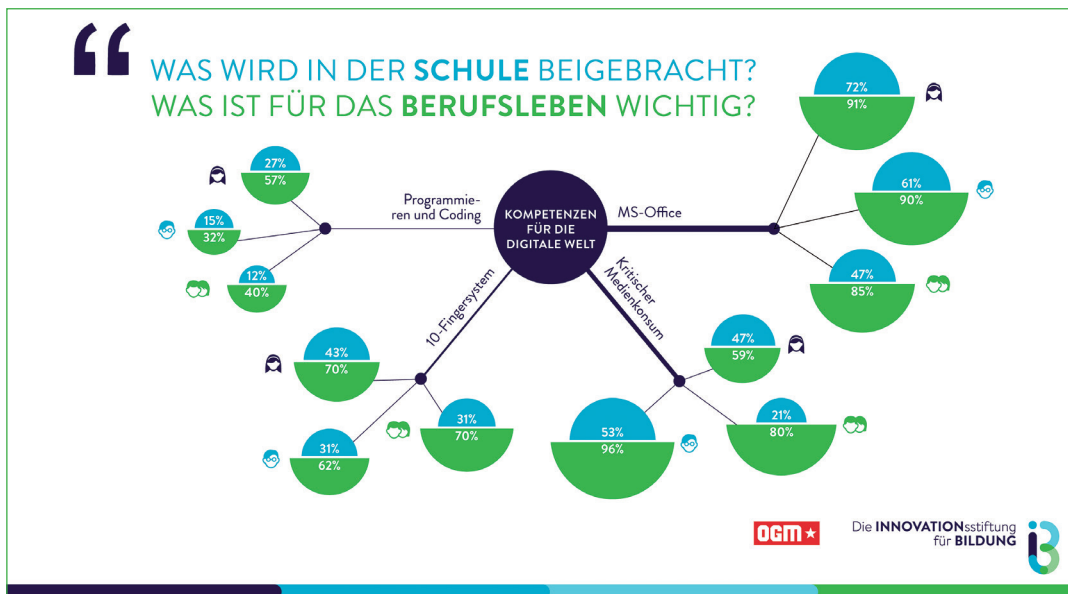 WAS WIRD IN DER SCHULE BEIGEBRACHT?
WAS IST FÜR DAS BERUFSLEBEN WICHTIG?
KOMPETENZEN
FÜR DIE
DIGITALE WELT
Programmie-
ren und Coding
27%
57%
15%
32%
12%
40%
10-Fingersystem
43%
70%
31%
62%
31%
70%
Kritischer
Medienkonsum
47%
59%
53%
96%
21%
80%
MS-Office
72%
91%
61%
90%
47%
85%
OGM
Die INNOVATIONsstiftung
für BILDUNG
iB